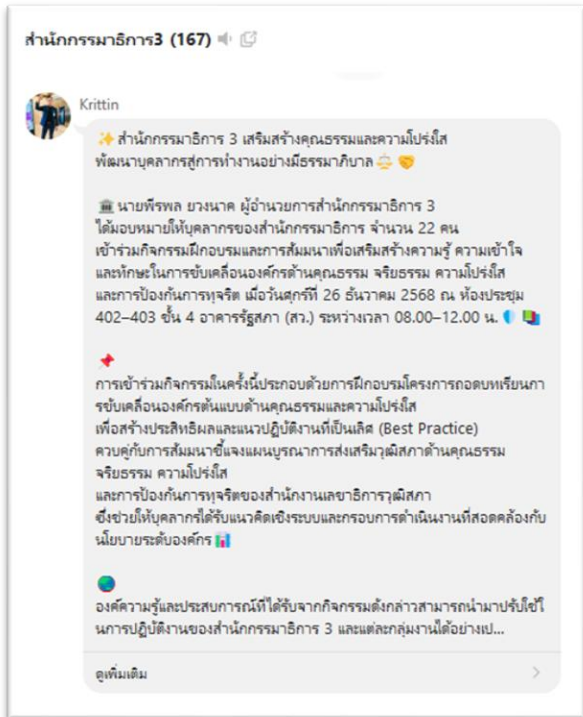 สำนักกรรมาธิการ3 (167)
Krittin
✨ สำนักกรรมาธิการ 3 เสริมสร้างคุณธรรมและความโปร่งใส
พัฒนาบุคลากรสู่การทำงานอย่างมีธรรมาภิบาล ⚖️ 🤝
🏛️ นายพีรพล ยวงนาค ผู้อำนวยการสำนักกรรมาธิการ 3
ได้มอบหมายให้บุคลากรของสำนักกรรมาธิการ จำนวน 22 คน
เข้าร่วมกิจกรรมฝึกอบรมและการสัมมนาเพื่อเสริมสร้างความรู้ ความเข้าใจ
และทักษะในการขับเคลื่อนองค์กรด้านคุณธรรม จริยธรรม ความโปร่งใส
และการป้องกันการทุจริต เมื่อวันศุกร์ที่ 26 ธันวาคม 2568 ณ ห้องประชุม
402–403 ชั้น 4 อาคารรัฐสภา (สว.) ระหว่างเวลา 08.00–12.00 น. 🛡️ 📚
📌
การเข้าร่วมกิจกรรมในครั้งนี้ประกอบด้วยการฝึกอบรมโครงการถอดบทเรียนกา
รขับเคลื่อนองค์กรต้นแบบด้านคุณธรรมและความโปร่งใส
เพื่อสร้างประสิทธิผลและแนวปฏิบัติงานที่เป็นเลิศ (Best Practice)
ควบคู่กับการสัมมนาชี้แจงแผนบูรณาการส่งเสริมวุฒิสภาด้านคุณธรรม
จริยธรรม ความโปร่งใส
และการป้องกันการทุจริตของสำนักงานเลขาธิการวุฒิสภา
ซึ่งช่วยให้บุคลากรได้รับแนวคิดเชิงระบบและกรอบการดำเนินงานที่สอดคล้องกับ
นโยบายระดับองค์กร 📊
🌏
องค์ความรู้และประสบการณ์ที่ได้รับจากกิจกรรมดังกล่าวสามารถนำมาปรับใช้ใ
นการปฏิบัติงานของสำนักกรรมาธิการ 3 และแต่ละกลุ่มงานได้อย่างเป...
ดูเพิ่มเติม